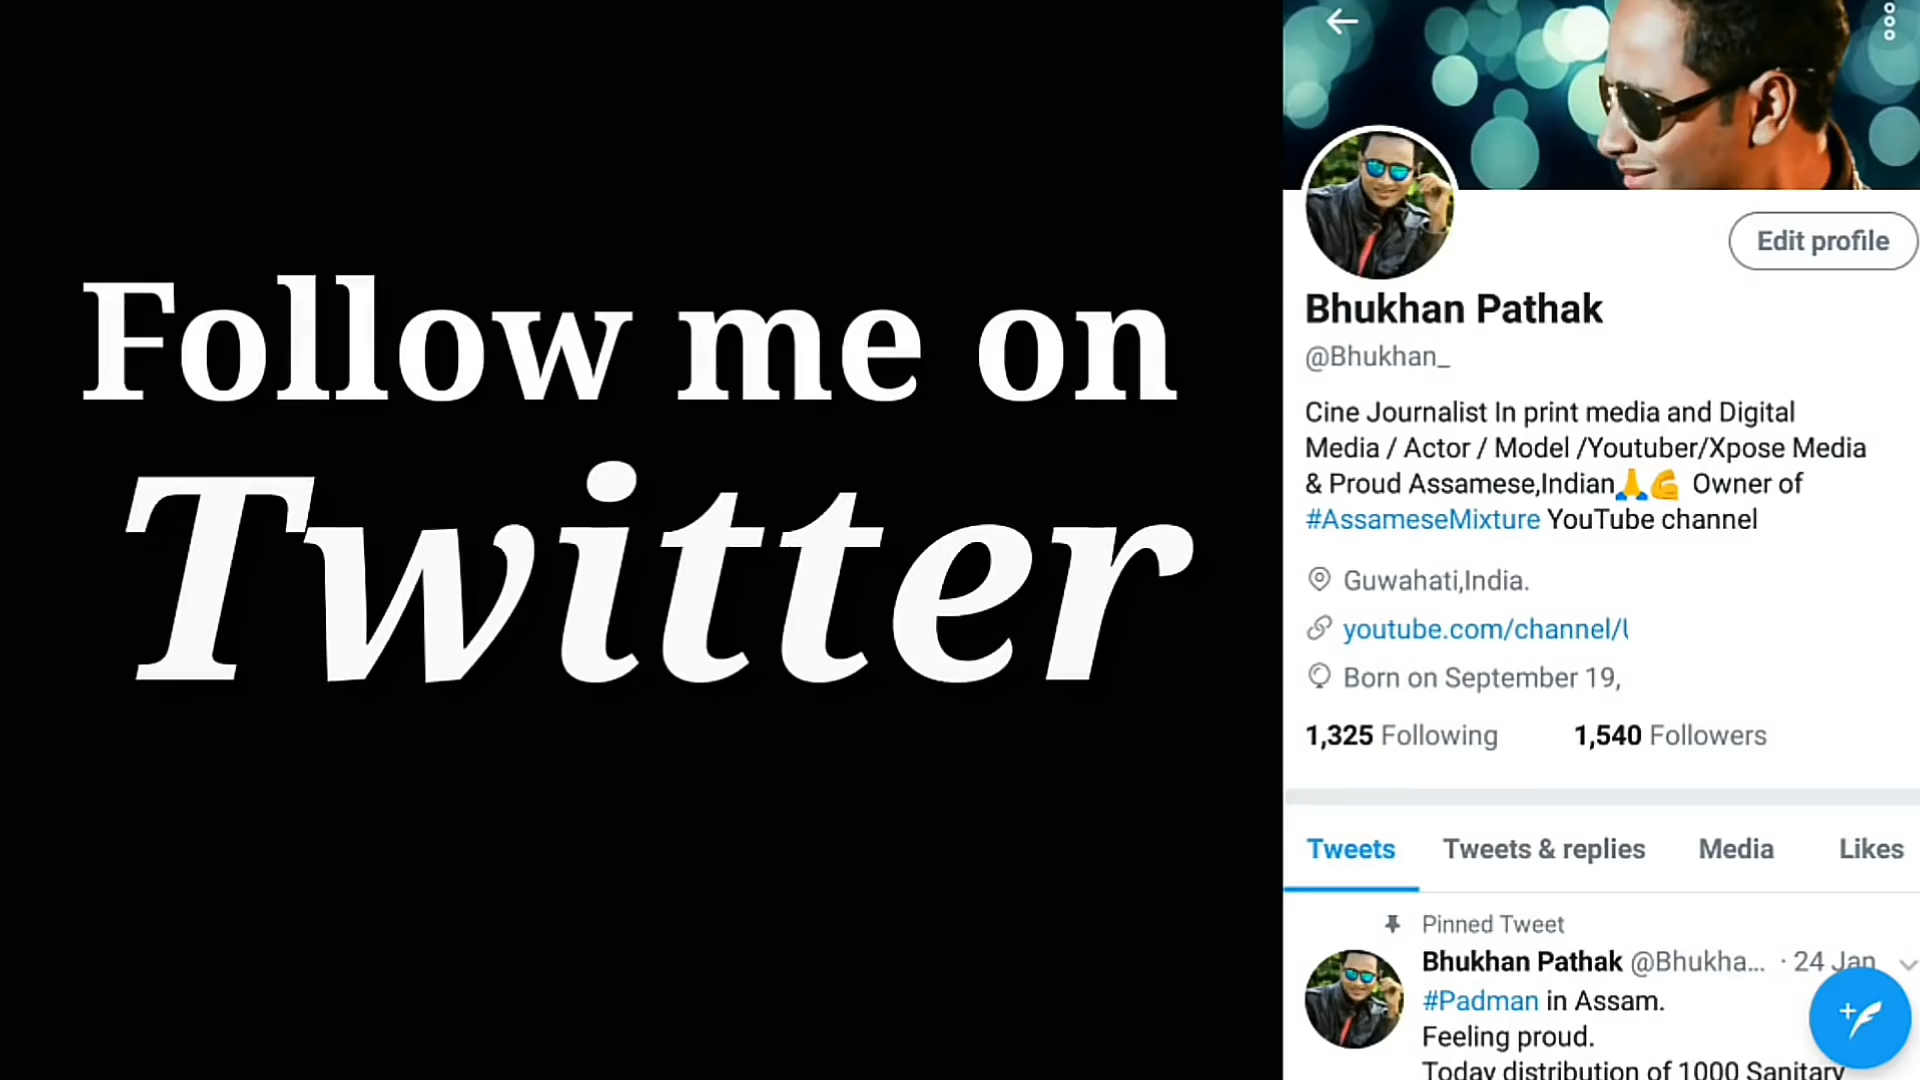 Follow me on
Twitter
Edit profile
Bhukhan Pathak
@Bhukhan_
Cine Journalist In print media and Digital
Media / Actor / Model /Youtuber/Xpose Media
& Proud Assamese,Indian🙏💪 Owner of
#AssameseMixture YouTube channel
Guwahati,India.
youtube.com/channel/U
Born on September 19,
1,325 Following 1,540 Followers
Tweets Tweets & replies Media Likes
Pinned Tweet
Bhukhan Pathak @Bhukha... · 24 Jan
#Padman in Assam.
Feeling proud.
Today distribution of 1000 Sanitary